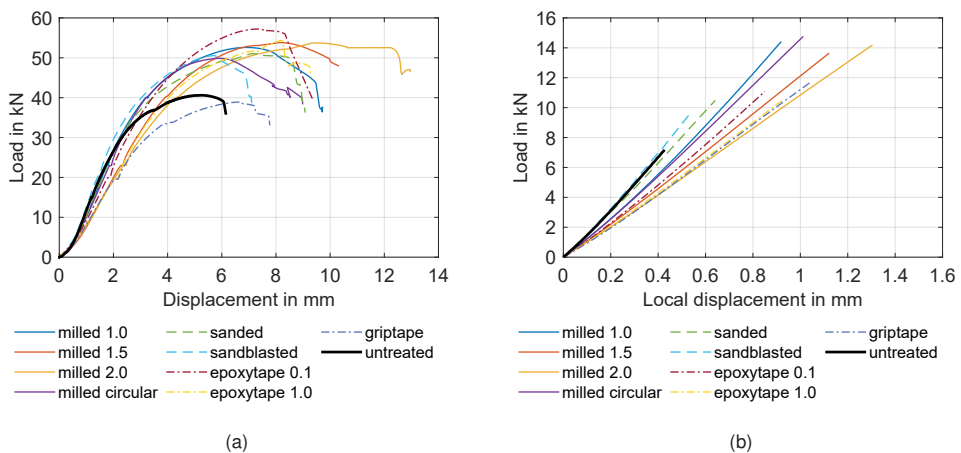 60
50
40
30
20
10
0
0 2 4 6 8 10 12 14
Load in kN
Displacement in mm
milled 1.0 sanded griptape
milled 1.5 sandblasted untreated
milled 2.0 epoxytape 0.1
milled circular epoxytape 1.0
(a)
16
14
12
10
8
6
4
2
0
0 0.2 0.4 0.6 0.8 1 1.2 1.4 1.6
Load in kN
Local displacement in mm
milled 1.0 sanded griptape
milled 1.5 sandblasted untreated
milled 2.0 epoxytape 0.1
milled circular epoxytape 1.0
(b)